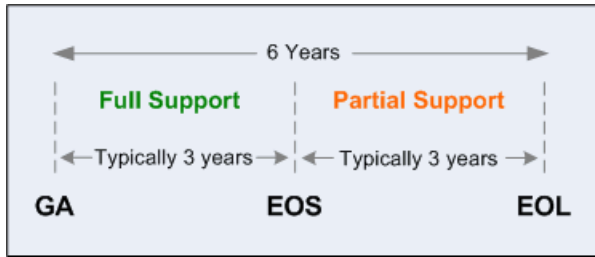 6 Years
Full Support Partial Support
Typically 3 years Typically 3 years
GA EOS EOL